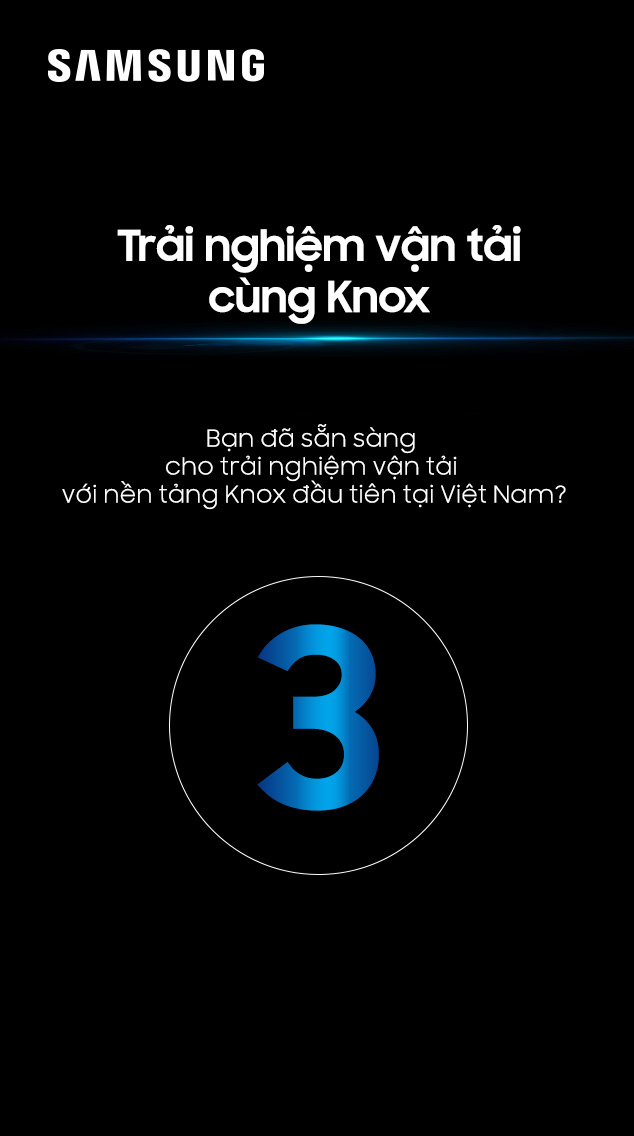 SAMSUNG
Trải nghiệm vận tải
cùng Knox
Bạn đã sẵn sàng
cho trải nghiệm vận tải
với nền tảng Knox đầu tiên tại Việt Nam?
3